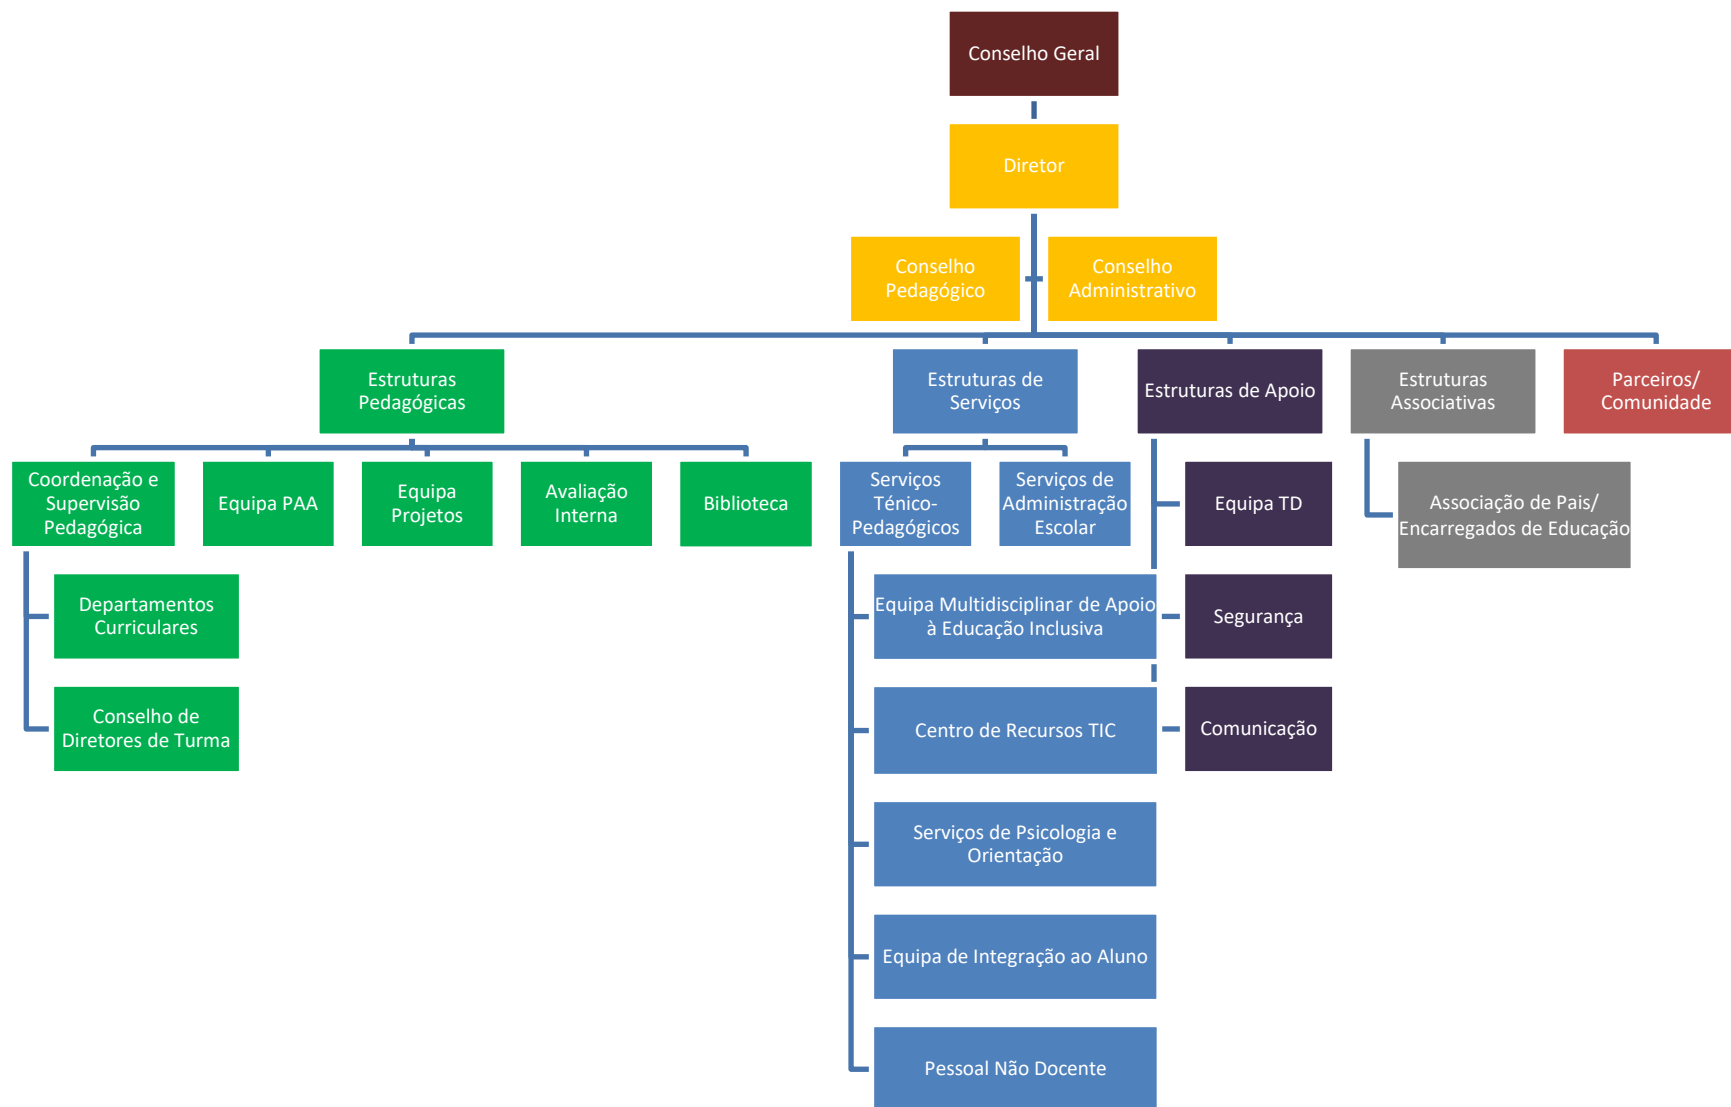 Conselho Geral
Diretor
Conselho
Pedagógico
Conselho
Administrativo
Estruturas
Pedagógicas
Estruturas de
Serviços
Estruturas de Apoio
Estruturas
Associativas
Parceiros/
Comunidade
Coordenação e
Supervisão
Pedagógica
Equipa PAA
Equipa
Projetos
Avaliação
Interna
Biblioteca
Serviços
Ténico-
Pedagógicos
Serviços de
Administração
Escolar
Equipa TD
Associação de Pais/
Encarregados de Educação
Departamentos
Curriculares
Equipa Multidisciplinar de Apoio
à Educação Inclusiva
Segurança
Conselho de
Diretores de Turma
Centro de Recursos TIC
Comunicação
Serviços de Psicologia e
Orientação
Equipa de Integração ao Aluno
Pessoal Não Docente